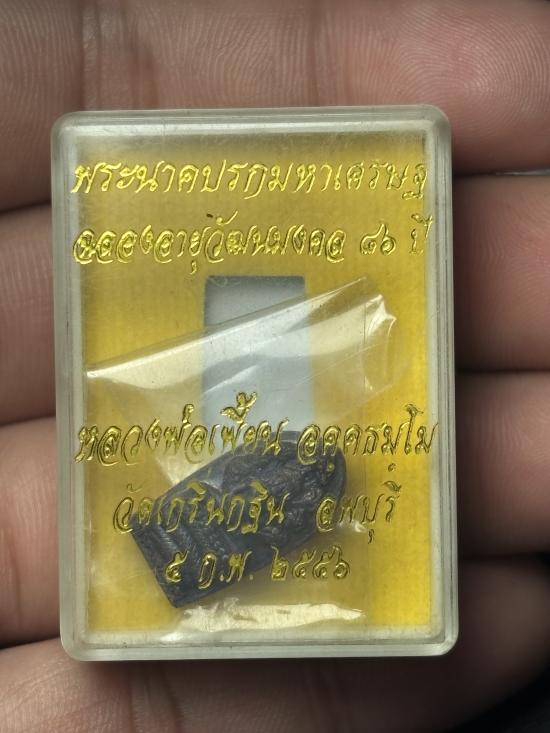 พระนาคปรกมหาเศรษฐี
ฉลองอายุวัฒนมงคล ๘๖ ปี
หลวงพ่อเพี้ยน อคฺคธมฺโม
วัดเกริ่นกฐิน ลพบุรี
๕ ก.พ. ๒๕๕๖